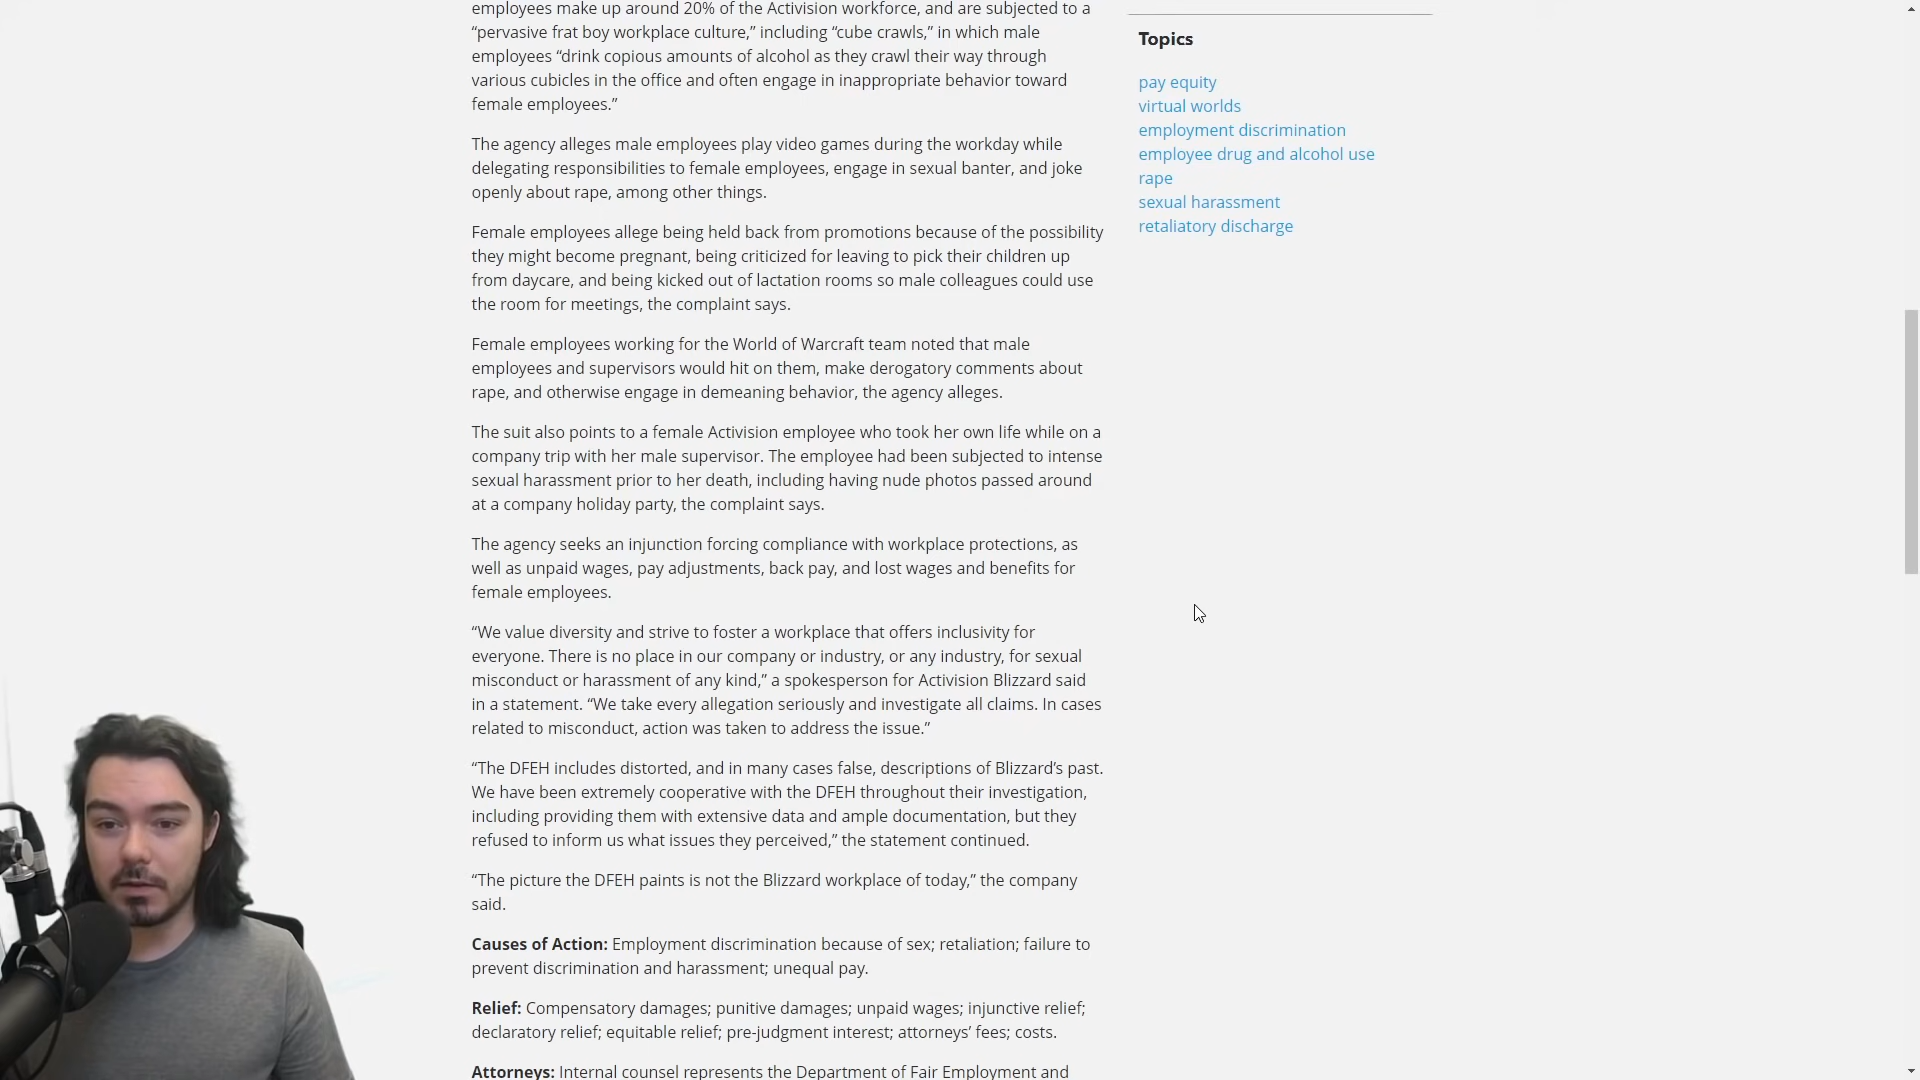 employees make up around 20% of the Activision workforce, and are subjected to a
“pervasive frat boy workplace culture,” including “cube crawls,” in which male
employees “drink copious amounts of alcohol as they crawl their way through
various cubicles in the office and often engage in inappropriate behavior toward
female employees.”
The agency alleges male employees play video games during the workday while
delegating responsibilities to female employees, engage in sexual banter, and joke
openly about rape, among other things.
Female employees allege being held back from promotions because of the possibility
they might become pregnant, being criticized for leaving to pick their children up
from daycare, and being kicked out of lactation rooms so male colleagues could use
the room for meetings, the complaint says.
Female employees working for the World of Warcraft team noted that male
employees and supervisors would hit on them, make derogatory comments about
rape, and otherwise engage in demeaning behavior, the agency alleges.
The suit also points to a female Activision employee who took her own life while on a
company trip with her male supervisor. The employee had been subjected to intense
sexual harassment prior to her death, including having nude photos passed around
at a company holiday party, the complaint says.
The agency seeks an injunction forcing compliance with workplace protections, as
well as unpaid wages, pay adjustments, back pay, and lost wages and benefits for
female employees.
“We value diversity and strive to foster a workplace that offers inclusivity for
everyone. There is no place in our company or industry, or any industry, for sexual
misconduct or harassment of any kind,” a spokesperson for Activision Blizzard said
in a statement. “We take every allegation seriously and investigate all claims. In cases
related to misconduct, action was taken to address the issue.”
“The DFEH includes distorted, and in many cases false, descriptions of Blizzard’s past.
We have been extremely cooperative with the DFEH throughout their investigation,
including providing them with extensive data and ample documentation, but they
refused to inform us what issues they perceived,” the statement continued.
“The picture the DFEH paints is not the Blizzard workplace of today,” the company
said.
Causes of Action: Employment discrimination because of sex; retaliation; failure to
prevent discrimination and harassment; unequal pay.
Relief: Compensatory damages; punitive damages; unpaid wages; injunctive relief;
declaratory relief; equitable relief; pre-judgment interest; attorneys’ fees; costs.
Attorneys: Internal counsel represents the Department of Fair Employment and
Topics
pay equity
virtual worlds
employment discrimination
employee drug and alcohol use
rape
sexual harassment
retaliatory discharge